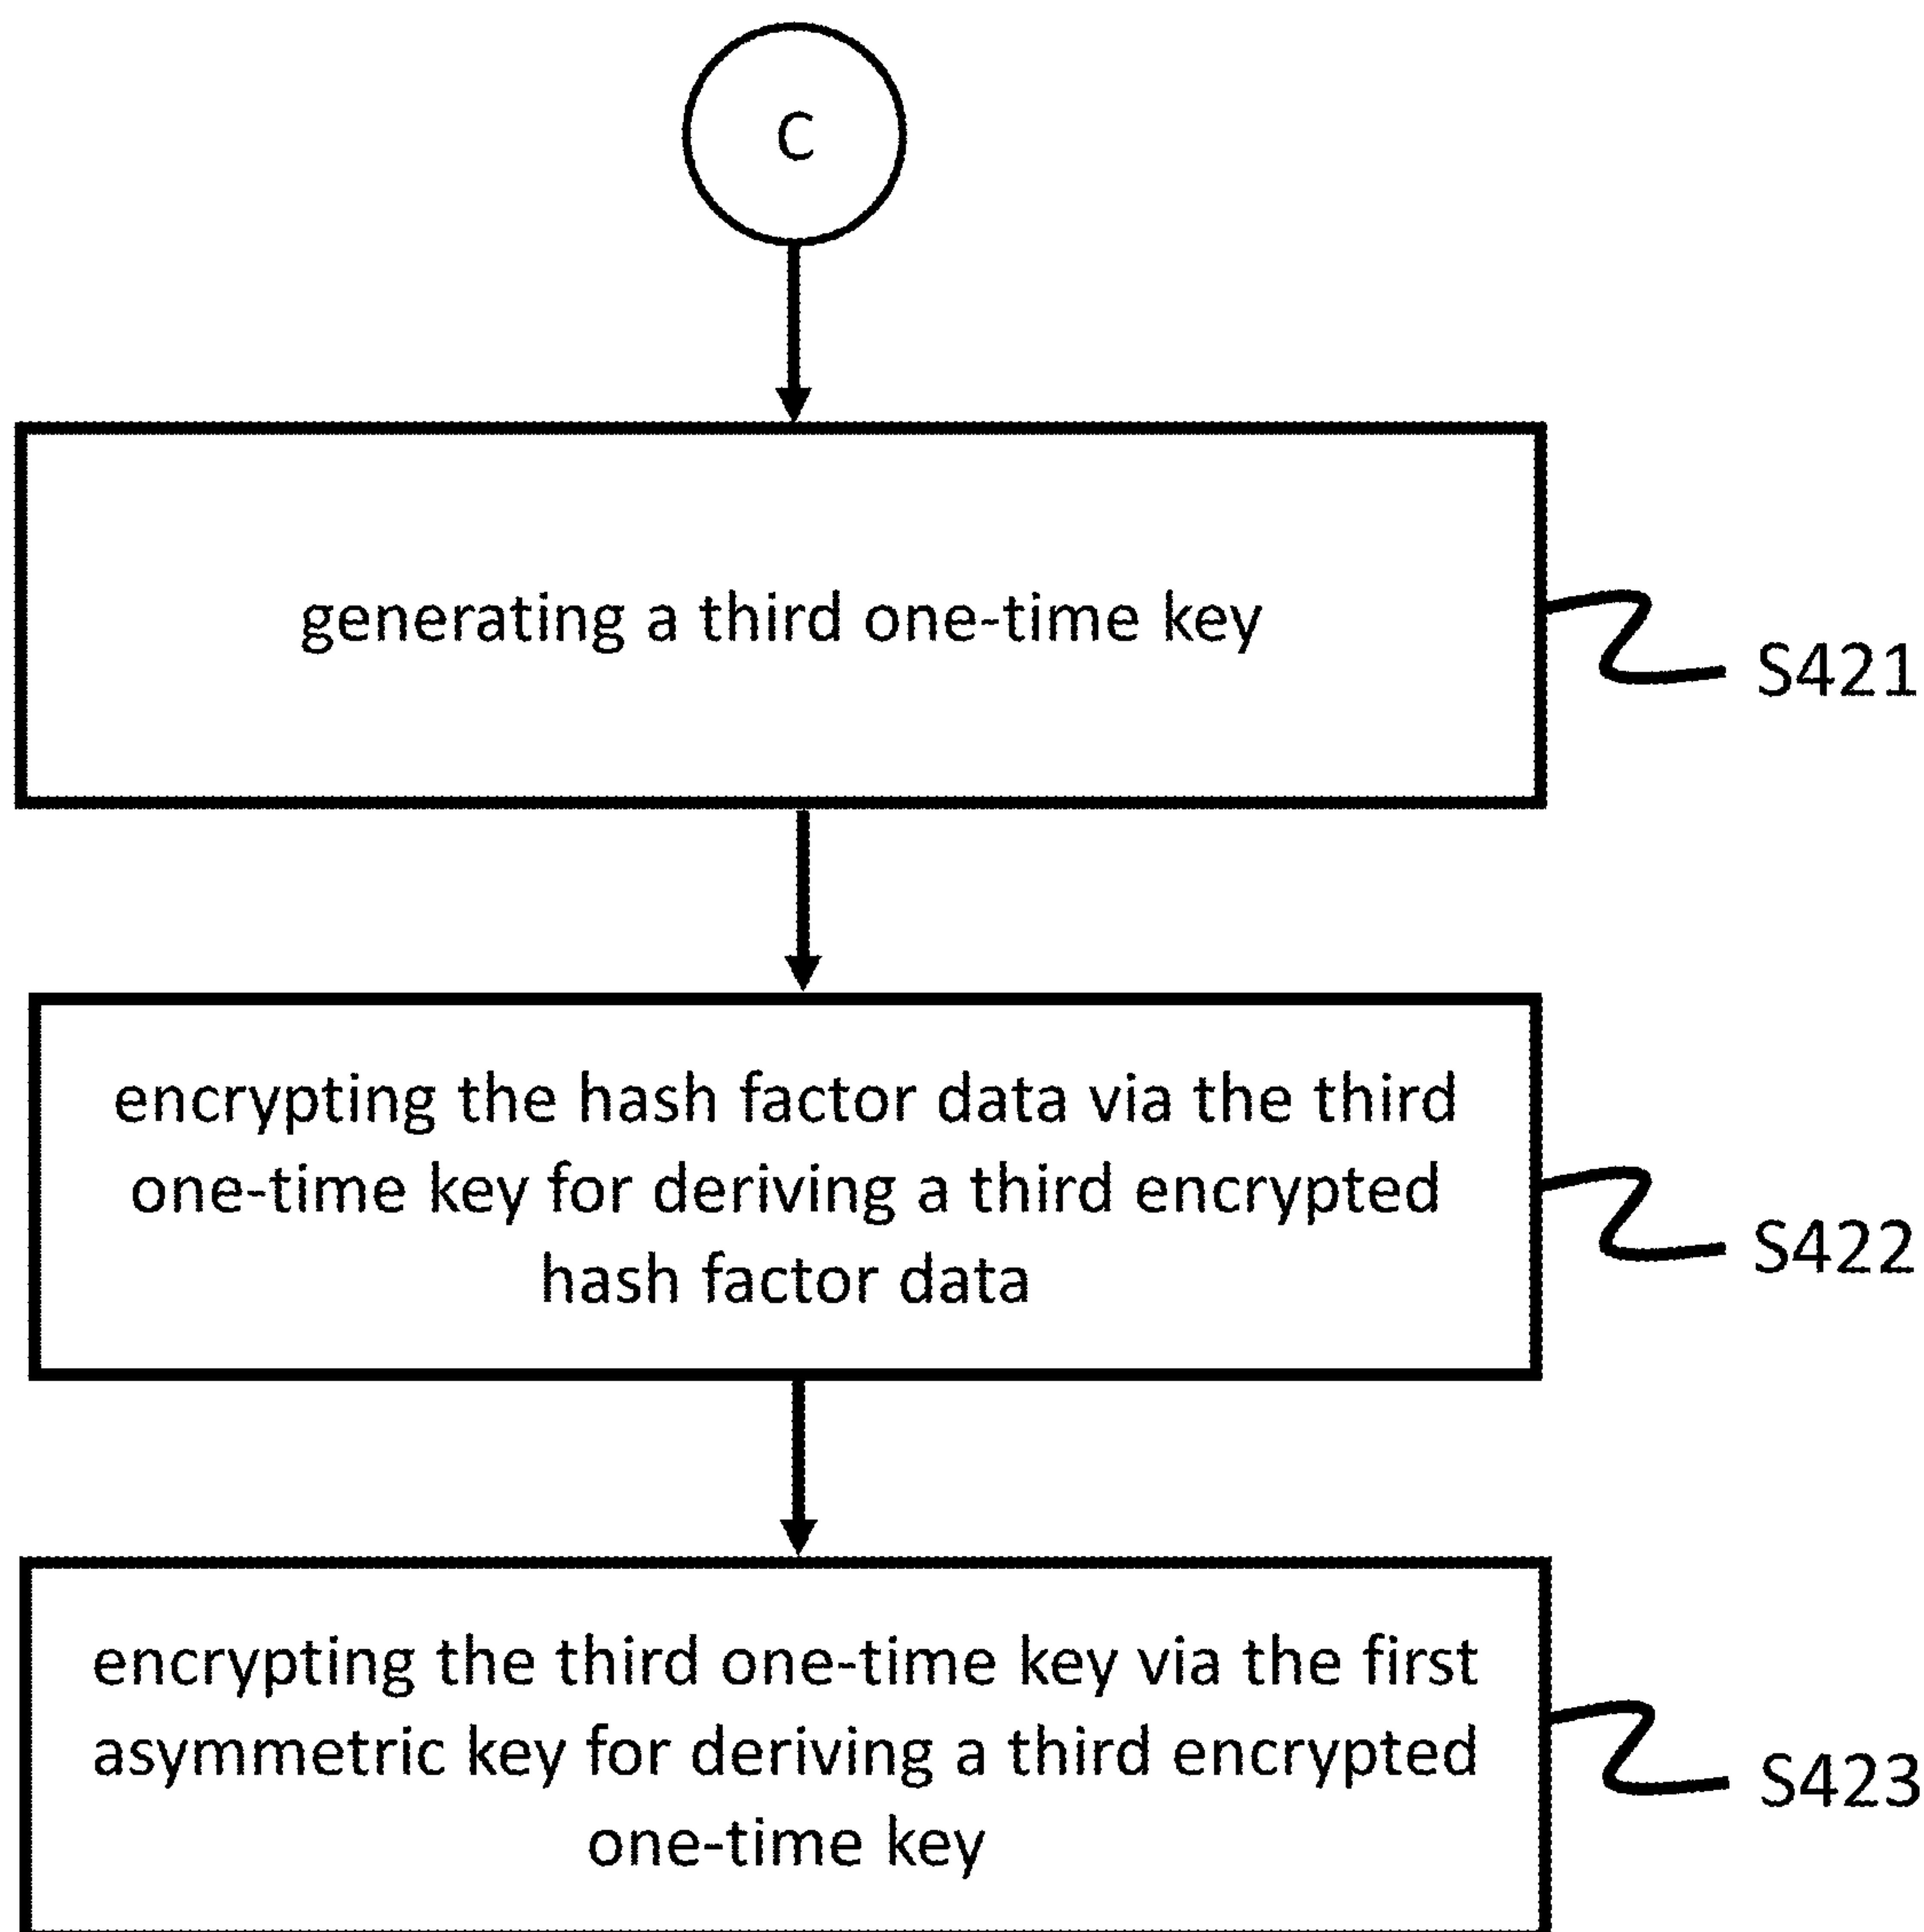 C
generating a third one-time key
S421
encrypting the hash factor data via the third
one-time key for deriving a third encrypted
hash factor data
S422
encrypting the third one-time key via the first
asymmetric key for deriving a third encrypted
one-time key
S423